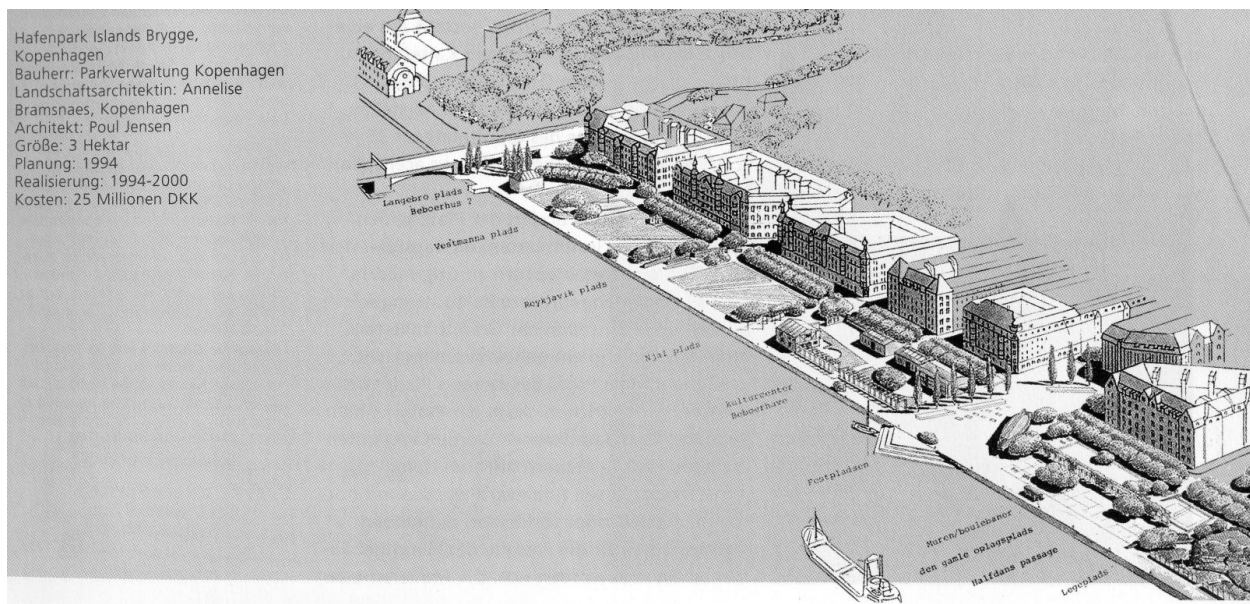 Hafenpark Islands Brygge,
Kopenhagen
Bauherr: Parkverwaltung Kopenhagen
Landschaftsarchitektin: Annelise
Bramsnaes, Kopenhagen
Architekt: Poul Jensen
Größe: 3 Hektar
Planung: 1994
Realisierung: 1994-2000
Kosten: 25 Millionen DKK
Langebro plads
Beboerhus ?
Vestmanna plads
Reykjavik plads
Njal plads
kulturcenter
Beboerhave
Festpladsen
Muren/boulebaner
den gamle oplagsplads
Halfdans passage
Legeplads